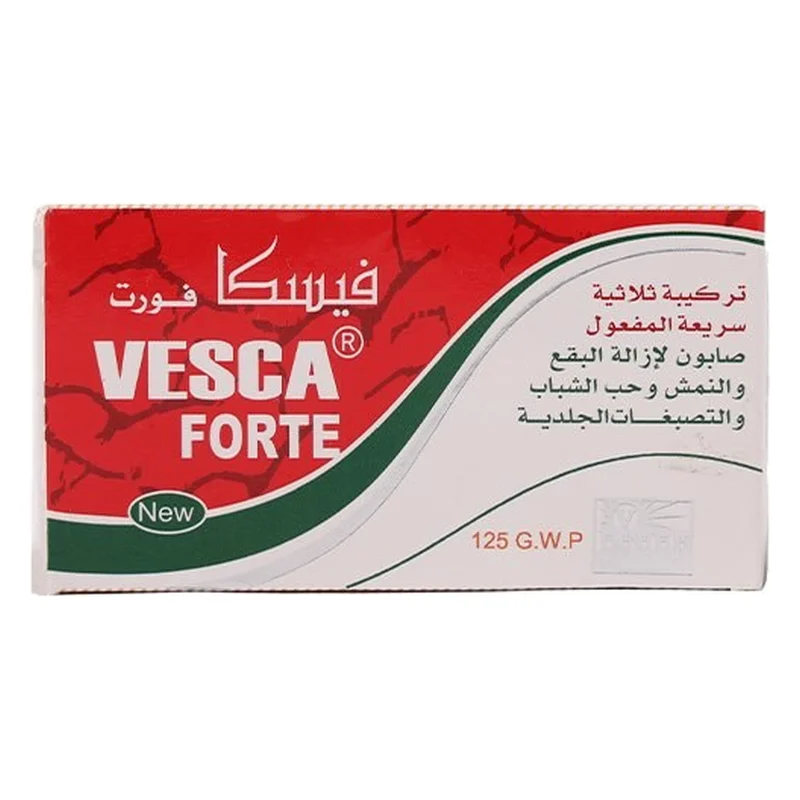 فيسكا فورت
VESCA®
FORTE
New
تركيبة ثلاثية
سريعة المفعول
صابون لإزالة البقع
والنمش وحب الشباب
والتصبغات الجلدية
125 G.W.P